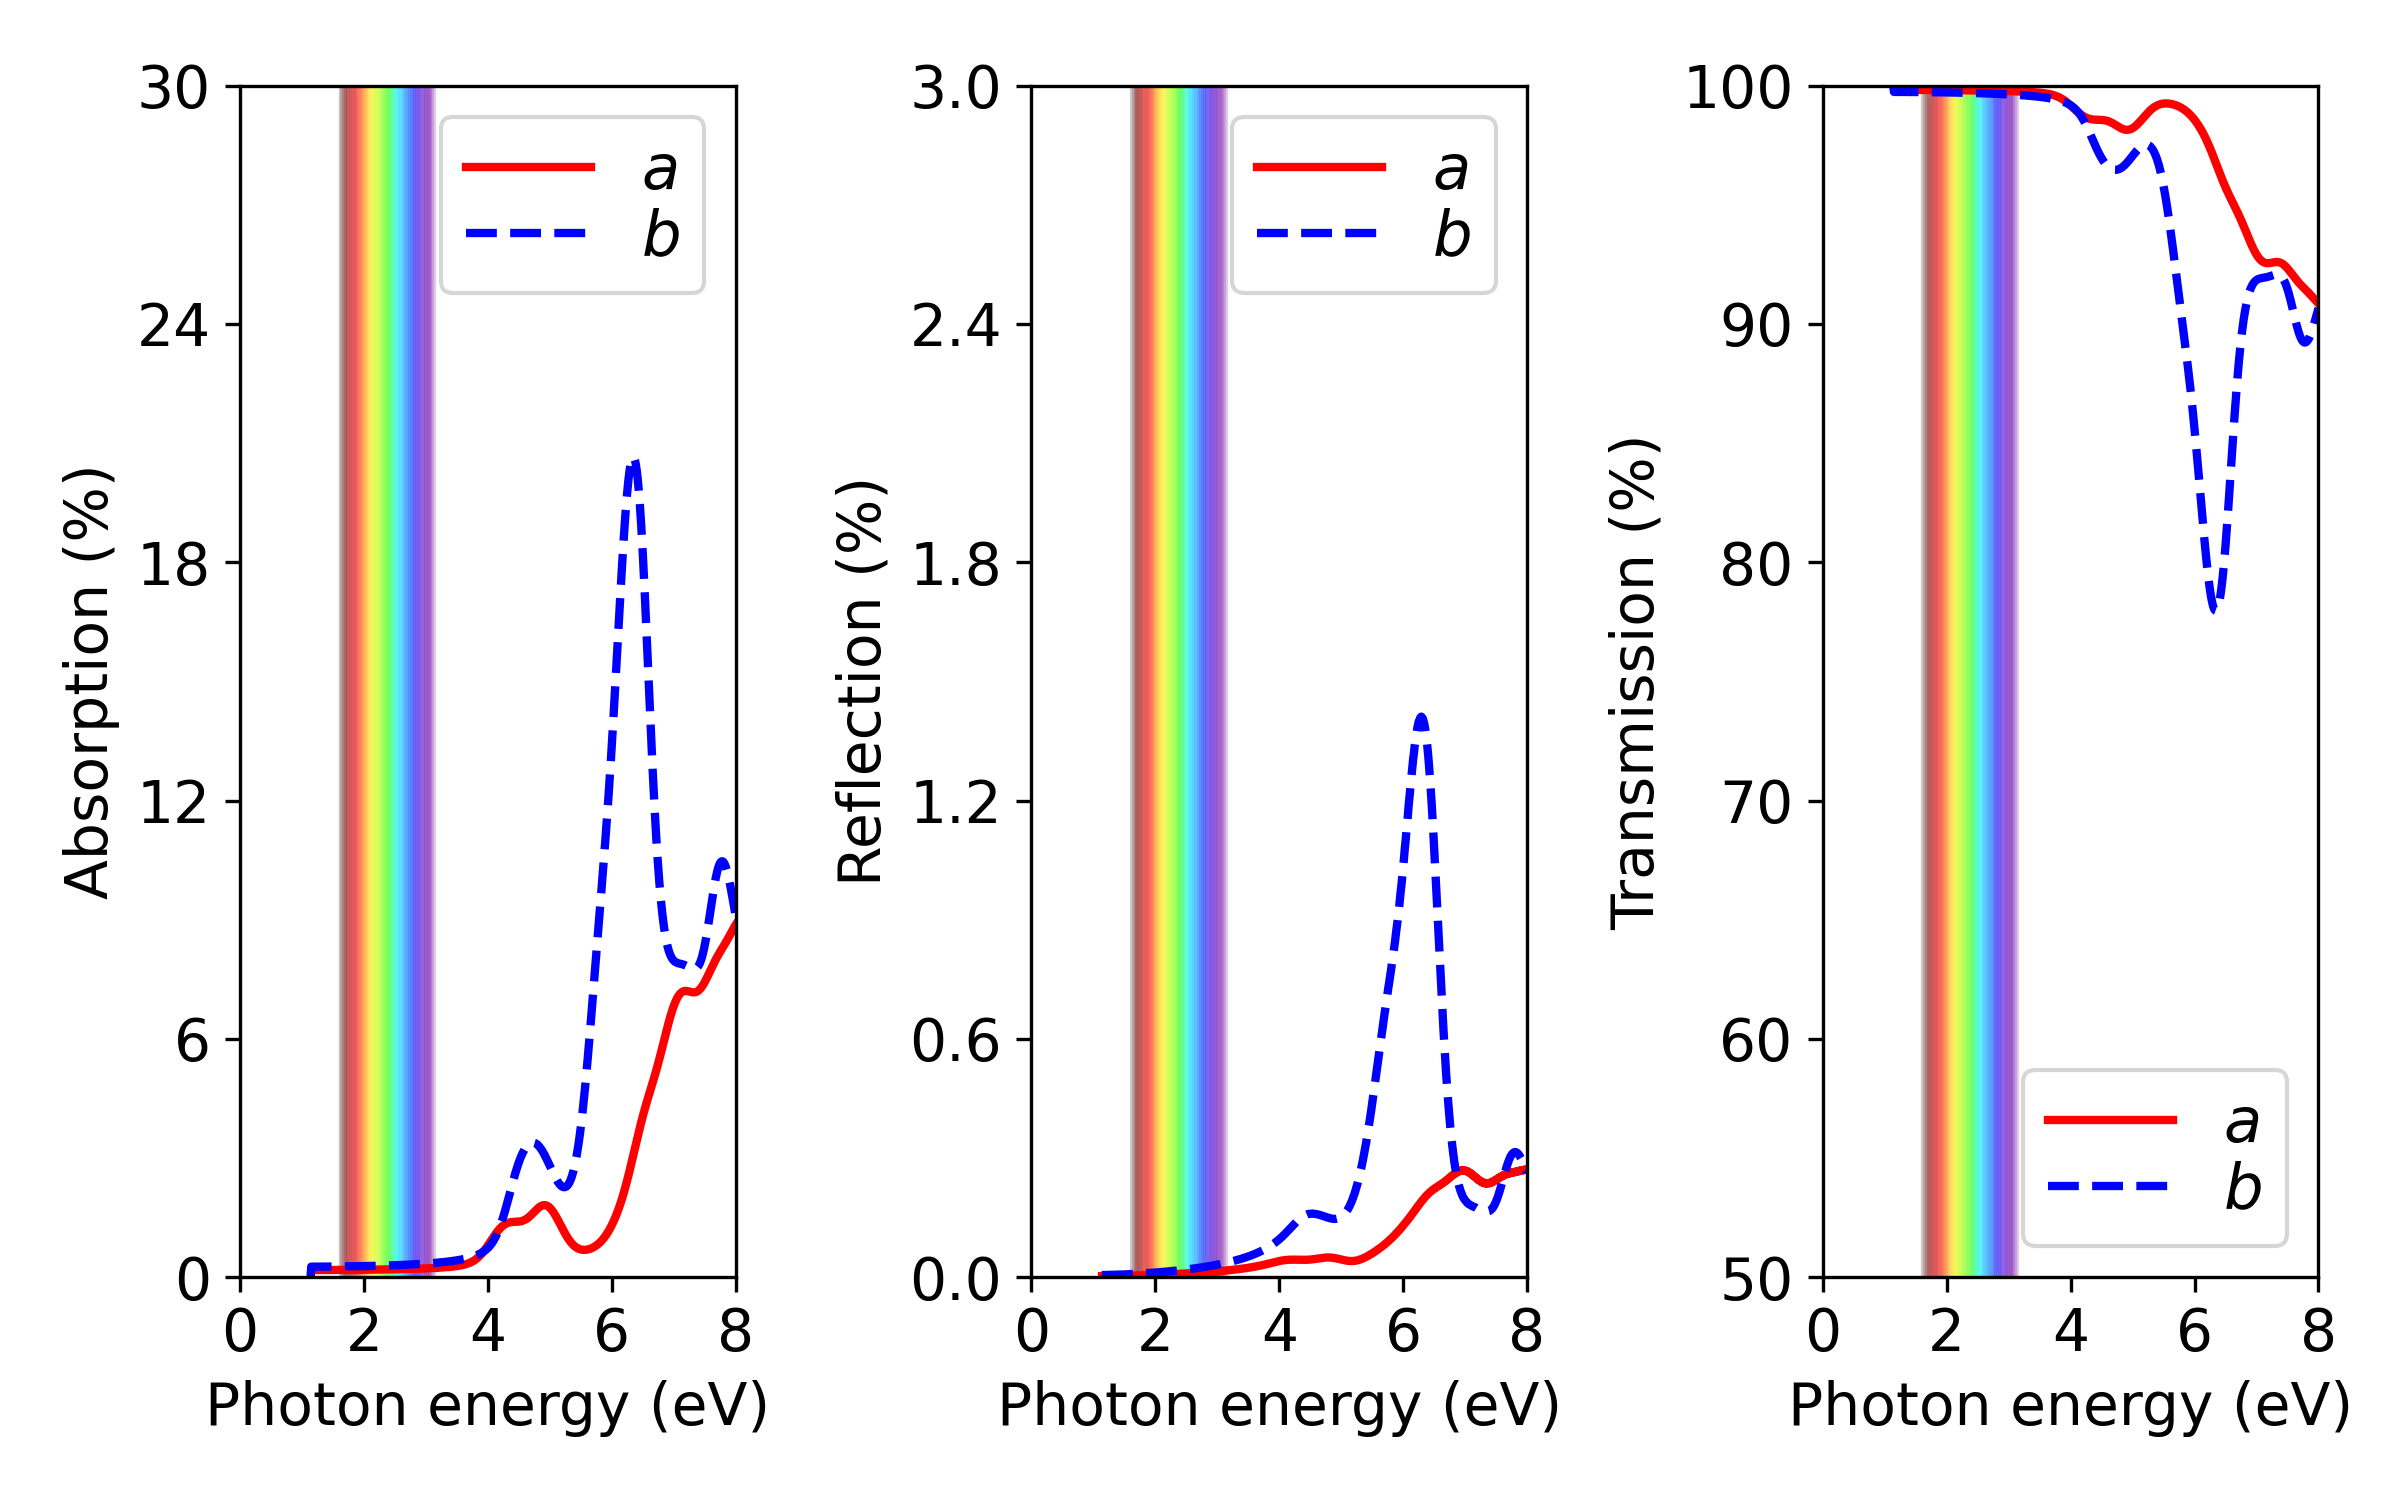 Absorption (%)
30
24
18
12
6
0
0 2 4 6 8
Photon energy (eV)
a
b
Reflection (%)
3.0
2.4
1.8
1.2
0.6
0.0
0 2 4 6 8
Photon energy (eV)
a
b
Transmission (%)
100
90
80
70
60
50
0 2 4 6 8
Photon energy (eV)
a
b